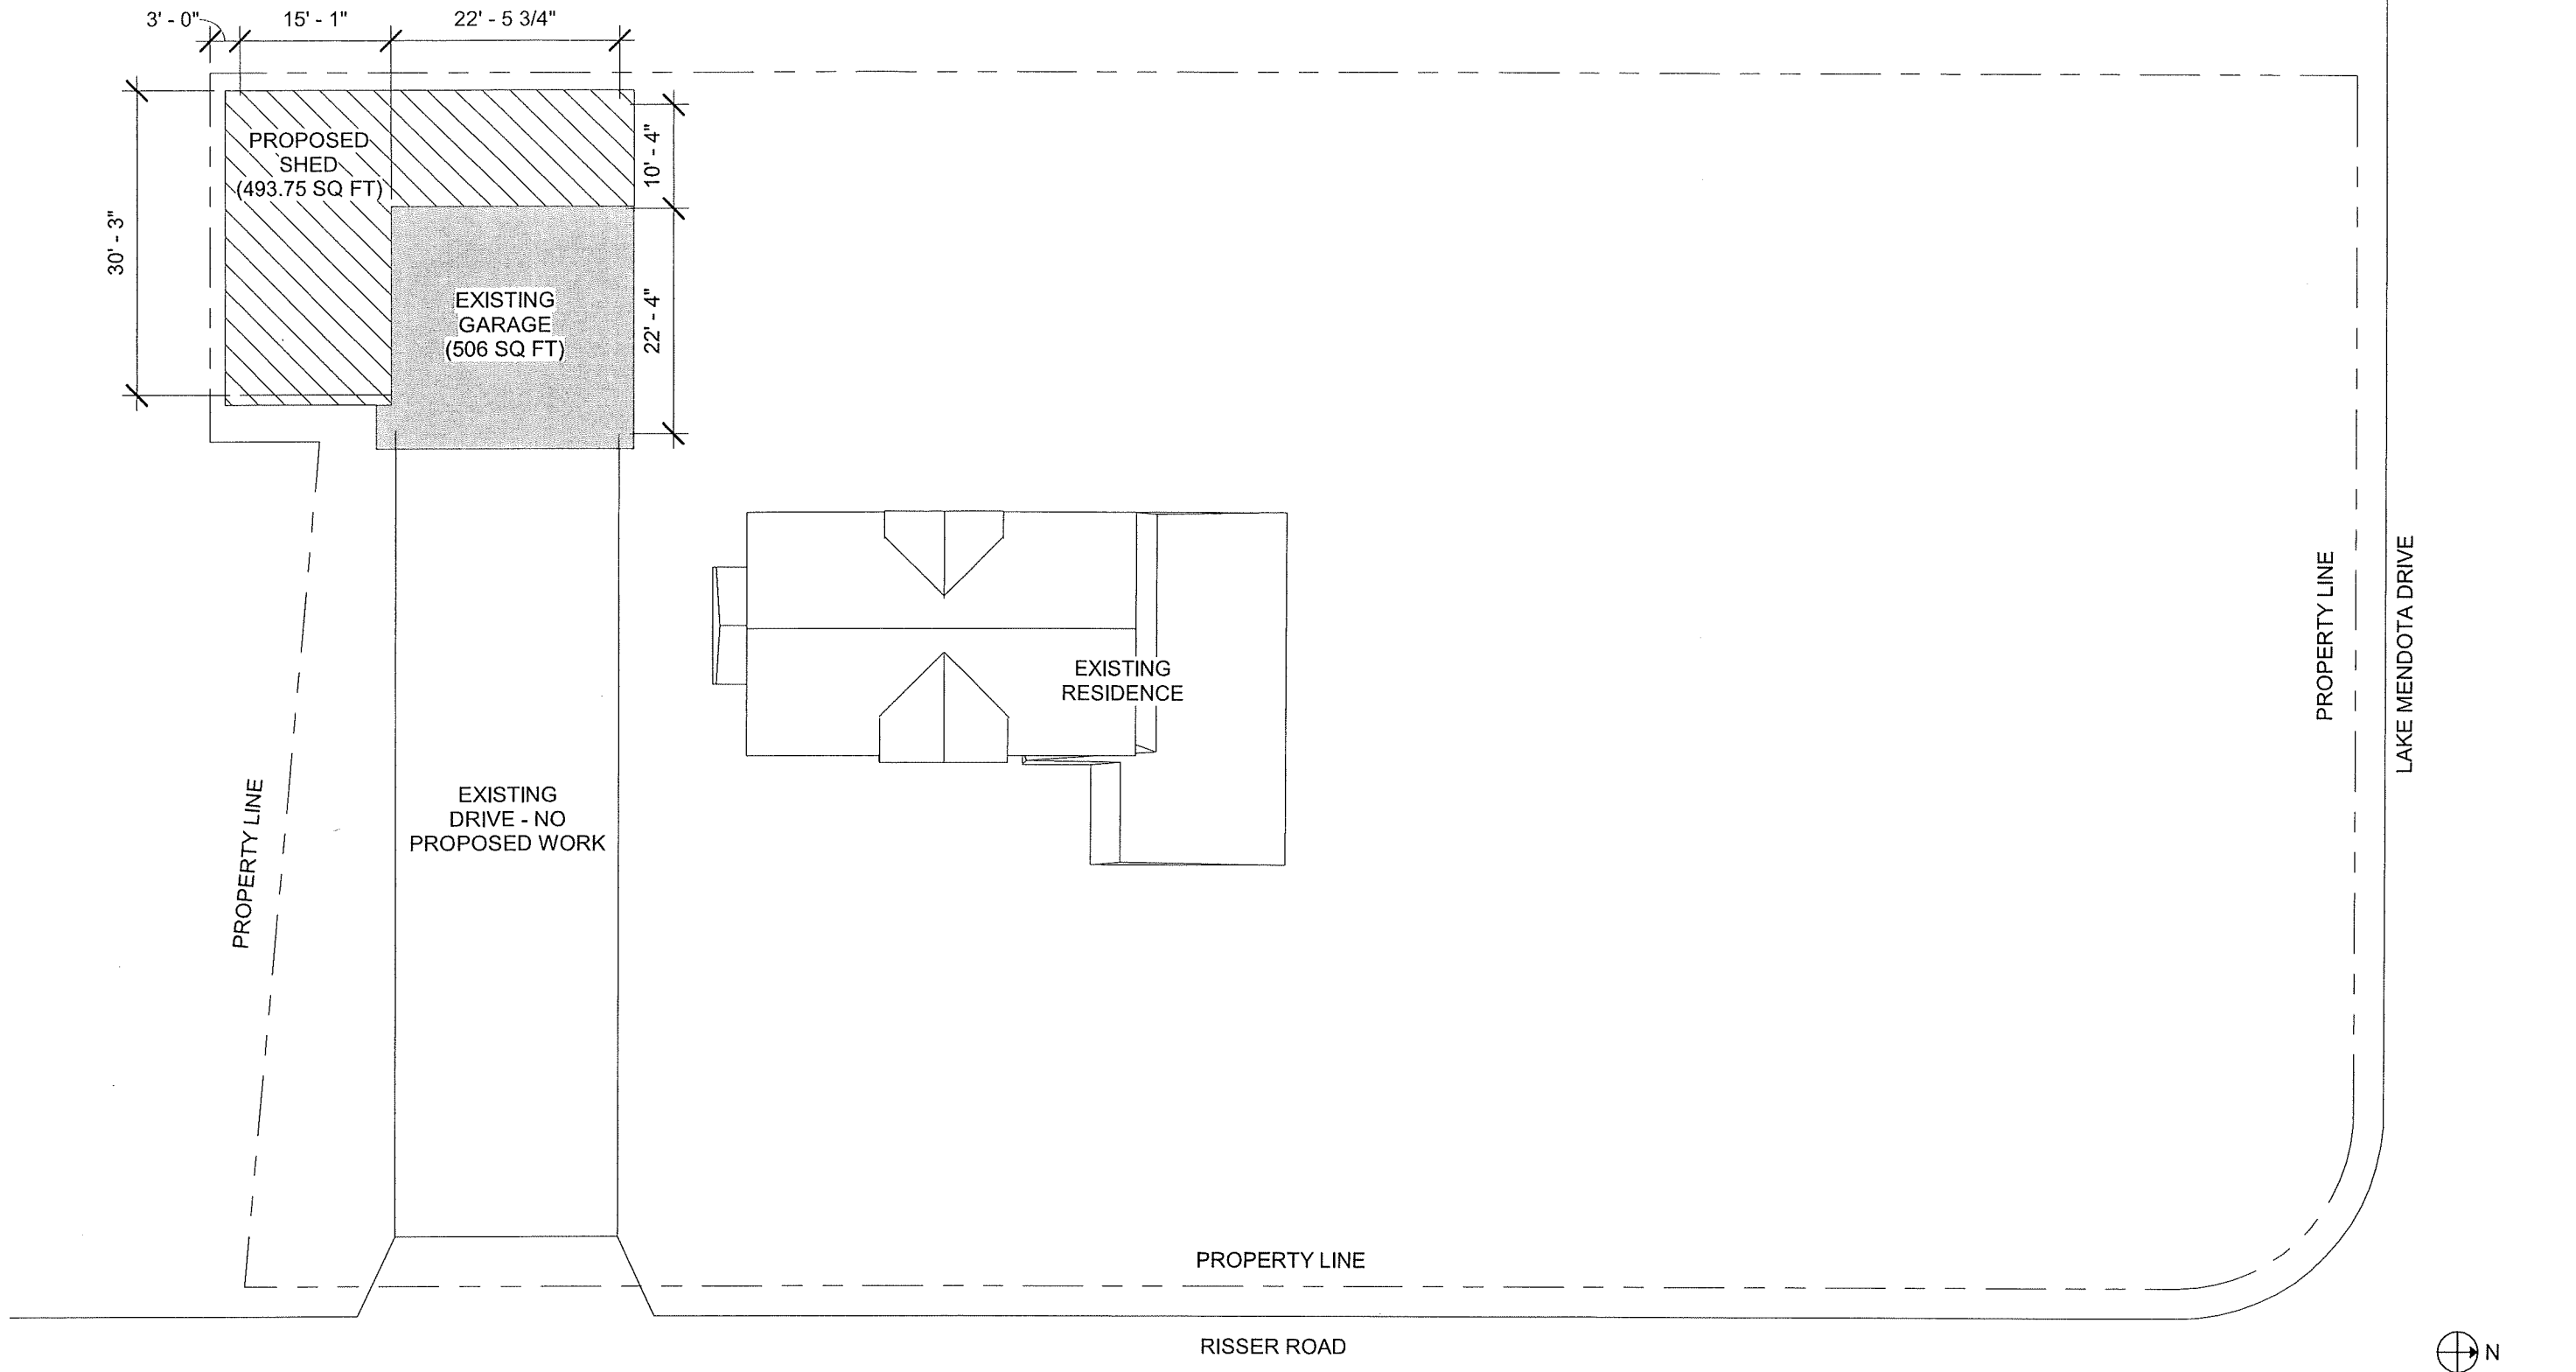 3' - 0"
15' - 1"
22' - 5 3/4"
PROPOSED
SHED
(493.75 SQ FT)
10' - 4"
30' - 3"
EXISTING
GARAGE
(506 SQ FT)
22' - 4"
EXISTING
RESIDENCE
PROPERTY LINE
LAKE MENDOTA DRIVE
EXISTING
DRIVE - NO
PROPOSED WORK
PROPERTY LINE
PROPERTY LINE
RISSER ROAD
N